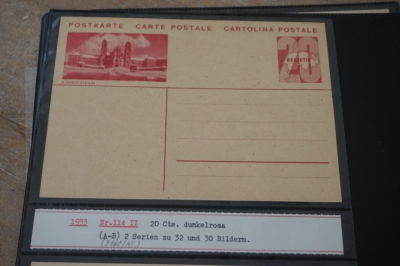 POSTKARTE CARTE POSTALE CARTOLINA POSTALE
20
HELVETIA
1933 Nr.114 II 20 Cts. dunkelrosa
(A-B) 2 Serien zu 32 und 30 Bildern.